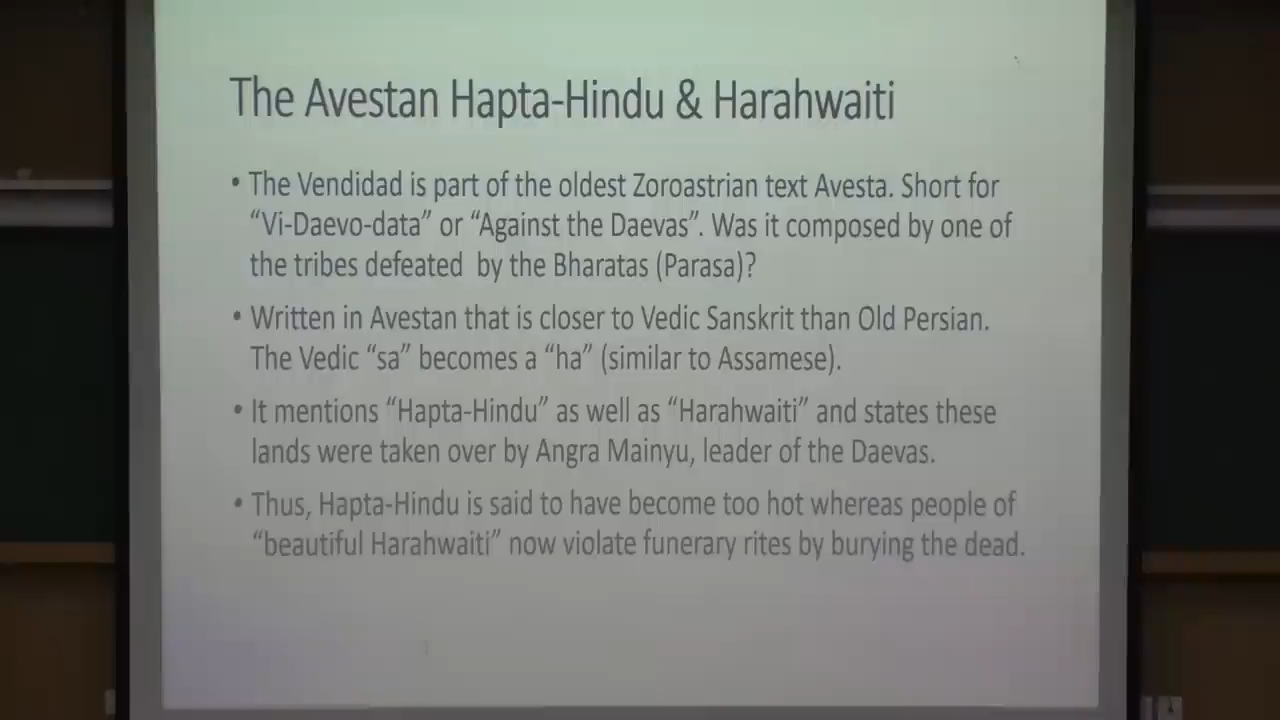 The Avestan Hapta-Hindu & Harahwaiti
• The Vendidad is part of the oldest Zoroastrian text Avesta. Short for
“Vi-Daevo-data” or “Against the Daevas”. Was it composed by one of
the tribes defeated by the Bharatas (Parasa)?
• Written in Avestan that is closer to Vedic Sanskrit than Old Persian.
The Vedic “sa” becomes a “ha” (similar to Assamese).
• It mentions “Hapta-Hindu” as well as “Harahwaiti” and states these
lands were taken over by Angra Mainyu, leader of the Daevas.
• Thus, Hapta-Hindu is said to have become too hot whereas people of
“beautiful Harahwaiti” now violate funerary rites by burying the dead.